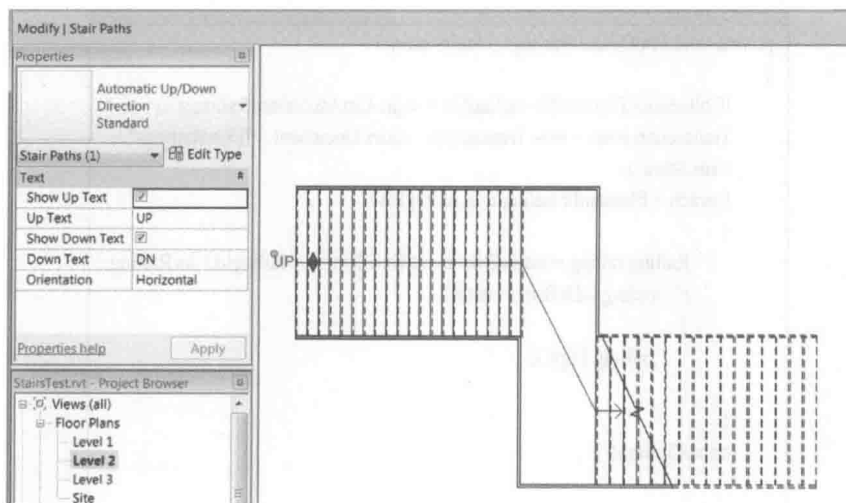 Modify | Stair Paths
Properties
Automatic Up/Down
Direction
Standard
Stair Paths (1)
Edit Type
Text
Show Up Text
Up Text UP
Show Down Text
Down Text DN
Orientation Horizontal
Properties help Apply
StairsTest.rvt - Project Browser
Views (all)
Floor Plans
Level 1
Level 2
Level 3
Site
UP